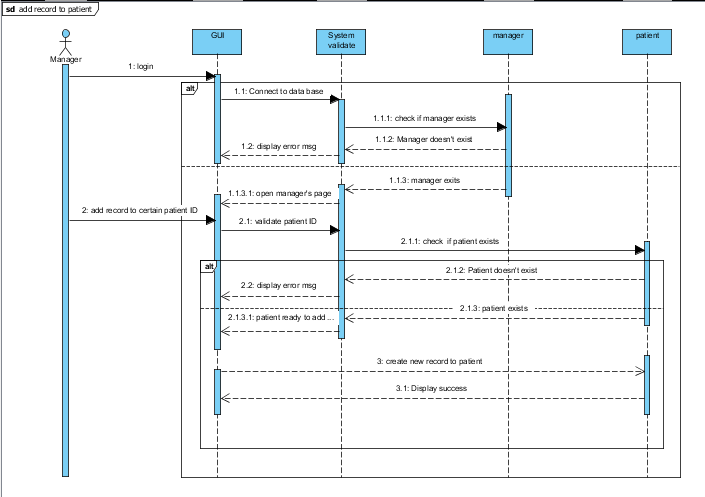 sd add record to patient
GUI
System
validate
manager
patient
Manager
1: login
alt
1.1: Connect to data base
1.1.1: check if manager exists
1.1.2: Manager doesn't exist
1.2: display error msg
1.1.3: manager exits
1.1.3.1: open manager's page
2: add record to certain patient ID
2.1: validate patient ID
2.1.1: check if patient exists
alt
2.1.2: Patient doesn't exist
2.2: display error msg
2.1.3: patient exists
2.1.3.1: patient ready to add ...
3: create new record to patient
3.1: Display success